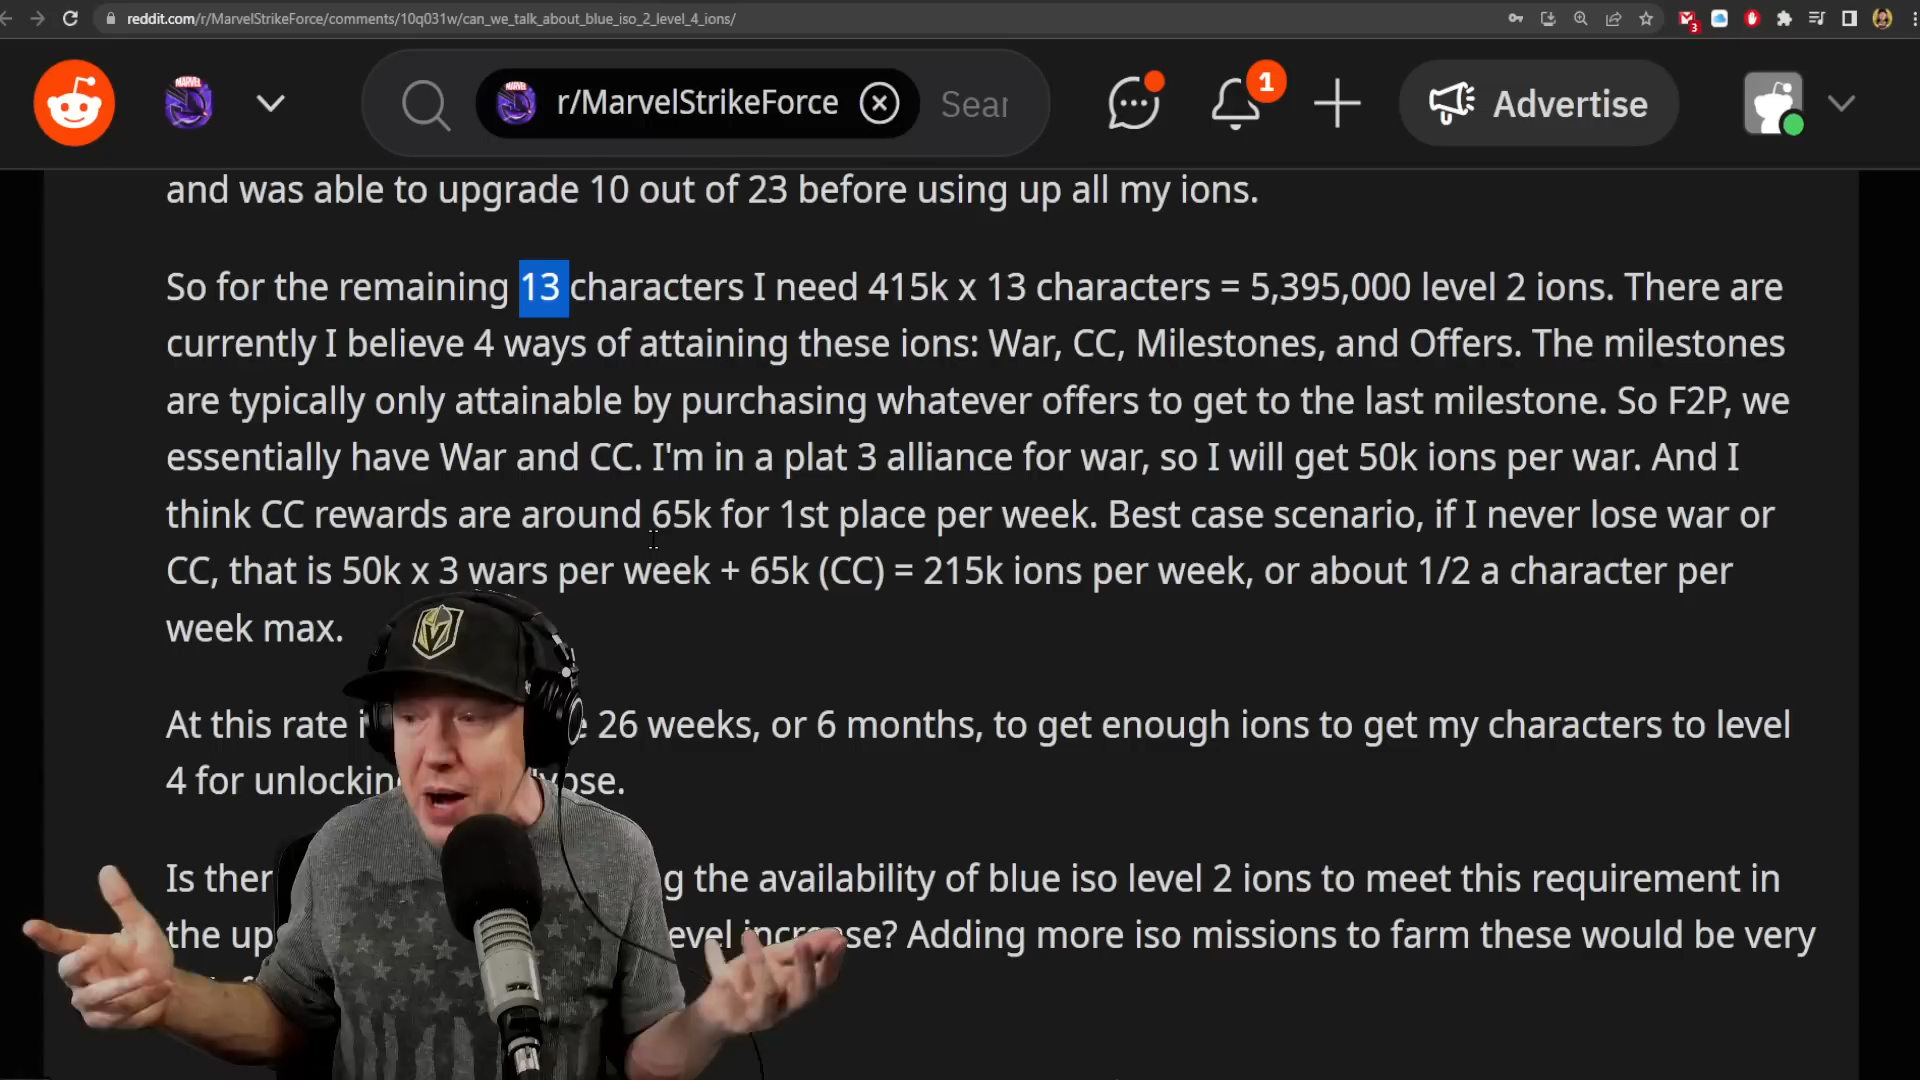 reddit.com/r/MarvelStrikeForce/comments/10q031w/can_we_talk_about_blue_iso_2_level_4_ions/
3
MARVEL
r/MarvelStrikeForce
Sear
1
Advertise
and was able to upgrade 10 out of 23 before using up all my ions.
So for the remaining 13 characters I need 415k x 13 characters = 5,395,000 level 2 ions. There are
currently I believe 4 ways of attaining these ions: War, CC, Milestones, and Offers. The milestones
are typically only attainable by purchasing whatever offers to get to the last milestone. So F2P, we
essentially have War and CC. I'm in a plat 3 alliance for war, so I will get 50k ions per war. And I
think CC rewards are around 65k for 1st place per week. Best case scenario, if I never lose war or
CC, that is 50k x 3 wars per week + 65k (CC) = 215k ions per week, or about 1/2 a character per
week max.
At this rate 26 weeks, or 6 months, to get enough ions to get my characters to level
4 for unlocking
Is the availability of blue iso level 2 ions to meet this requirement in
the level increase? Adding more iso missions to farm these would be very